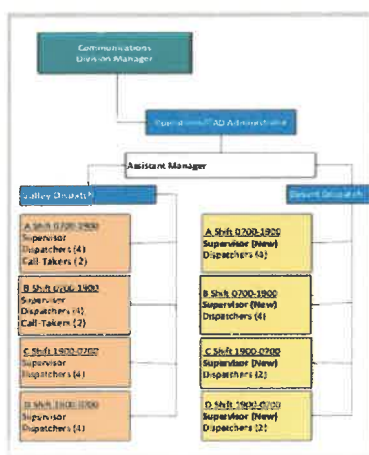 Communications
Division Manager
Operations/CAD Administrator
Assistant Manager
Valley Dispatch
Desert Dispatch
A Shift 0700-1900
Supervisor
Dispatchers (4)
Call-Takers (2)
B Shift 0700-1900
Supervisor
Dispatchers (4)
Call-Takers (2)
C Shift 1900-0700
Supervisor
Dispatchers (4)
D Shift 1900-0700
Supervisor
Dispatchers (4)
A Shift 0700-1900
Supervisor (New)
Dispatchers (4)
B Shift 0700-1900
Supervisor (New)
Dispatchers (4)
C Shift 1900-0700
Supervisor (New)
Dispatchers (2)
D Shift 1900-0700
Supervisor (New)
Dispatchers (2)